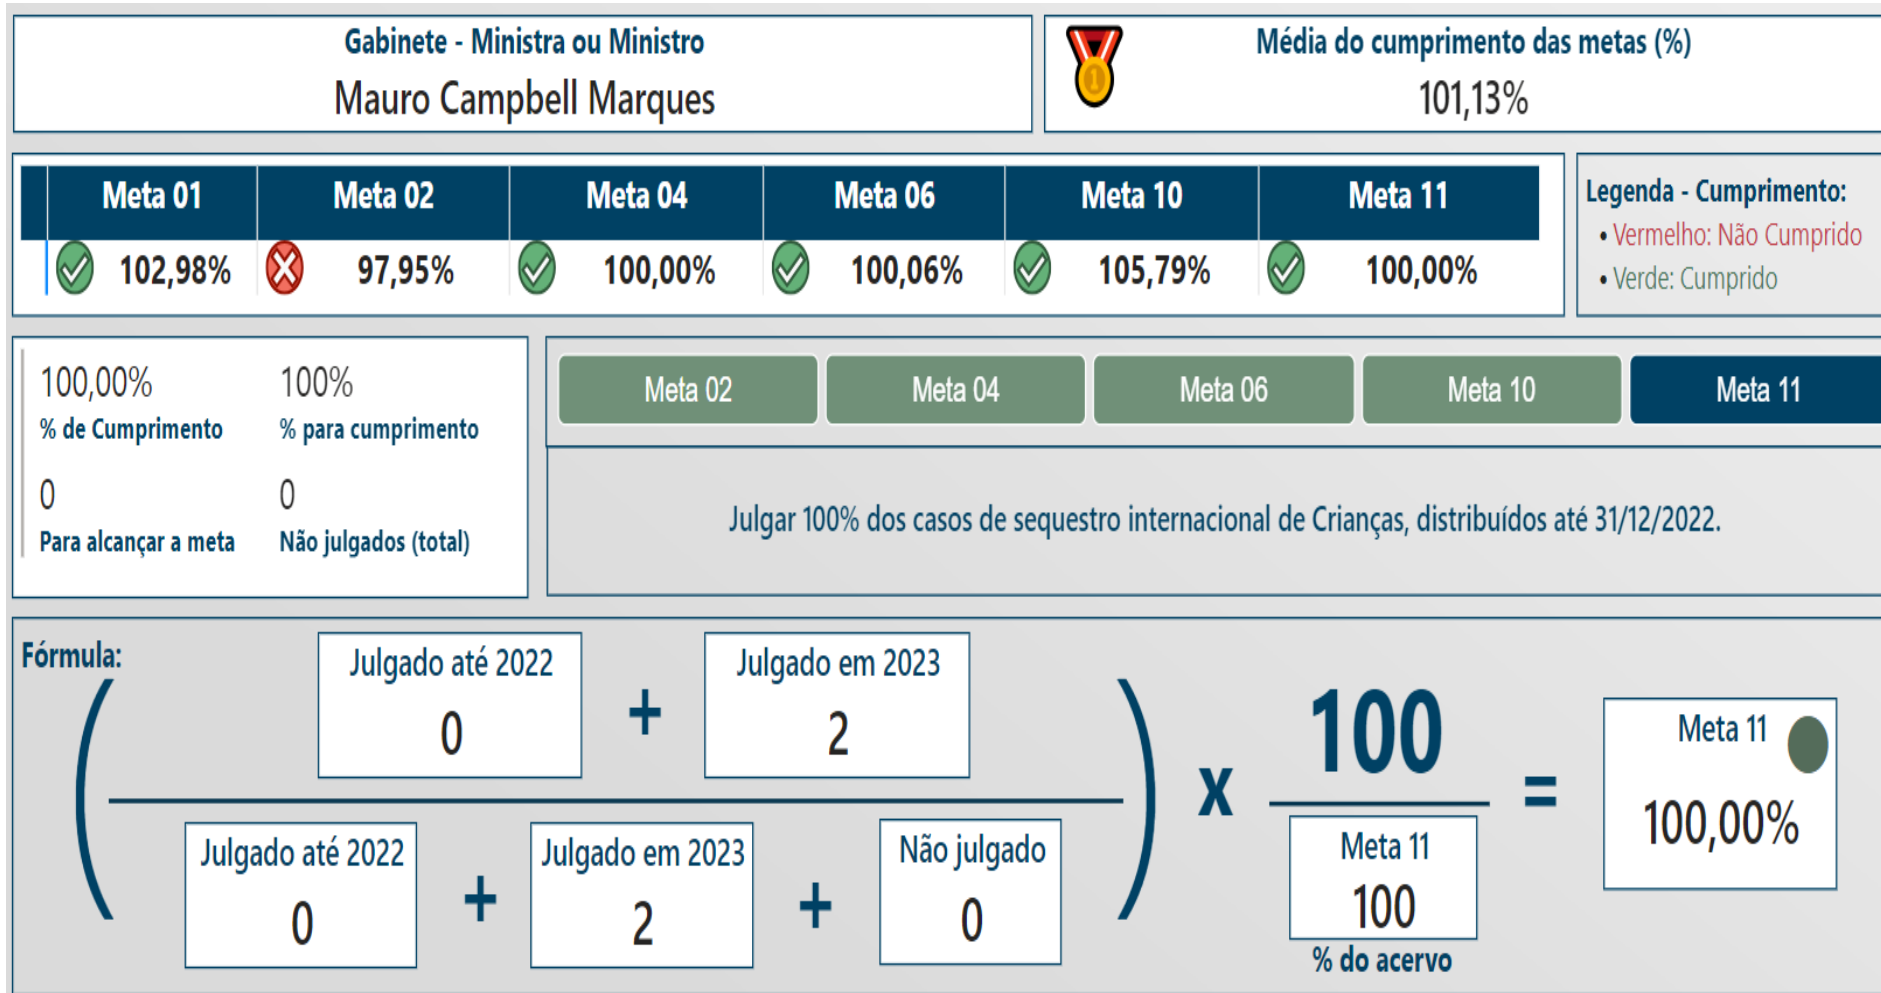 Gabinete - Ministra ou Ministro
Mauro Campbell Marques
1
Média do cumprimento das metas (%)
101,13%
Meta 01 Meta 02 Meta 04 Meta 06 Meta 10 Meta 11
102,98% 97,95% 100,00% 100,06% 105,79% 100,00%
Legenda - Cumprimento:
• Vermelho: Não Cumprido
• Verde: Cumprido
100,00% 100%
% de Cumprimento % para cumprimento
0 0
Para alcançar a meta Não julgados (total)
Meta 02 Meta 04 Meta 06 Meta 10 Meta 11
Julgar 100% dos casos de sequestro internacional de Crianças, distribuídos até 31/12/2022.
Fórmula:
Julgado até 2022
0
+
Julgado em 2023
2
Julgado até 2022
0
+
Julgado em 2023
2
+
Não julgado
0
x
100
Meta 11
100
% do acervo
=
Meta 11
100,00%